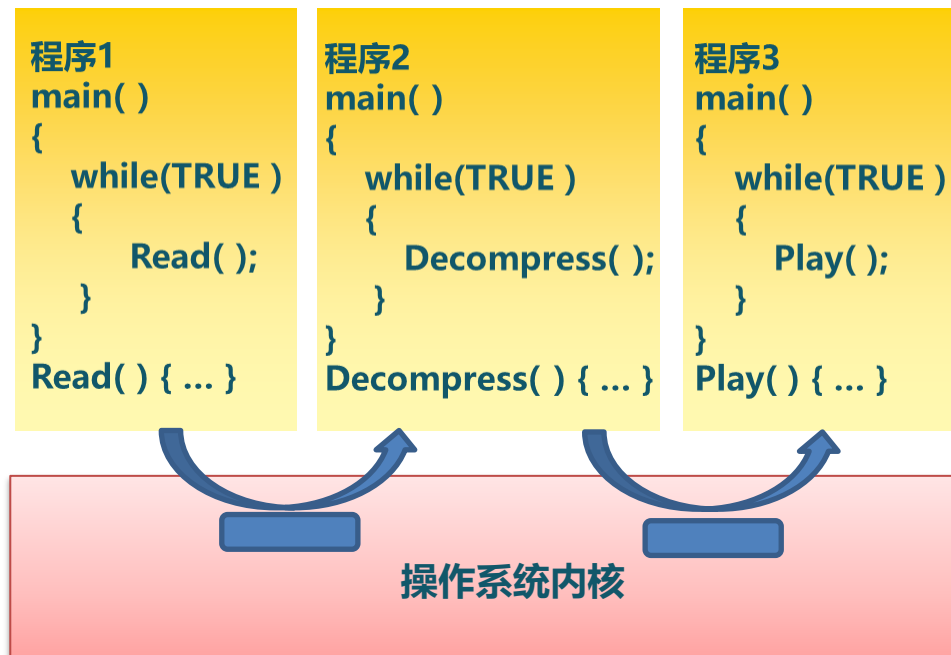 程序1
main( )
{
while(TRUE )
{
Read( );
}
}
Read( ) { ... }
程序2
main( )
{
while(TRUE )
{
Decompress( );
}
}
Decompress( ) { ... }
程序3
main( )
{
while(TRUE )
{
Play( );
}
}
Play( ) { ... }
操作系统内核